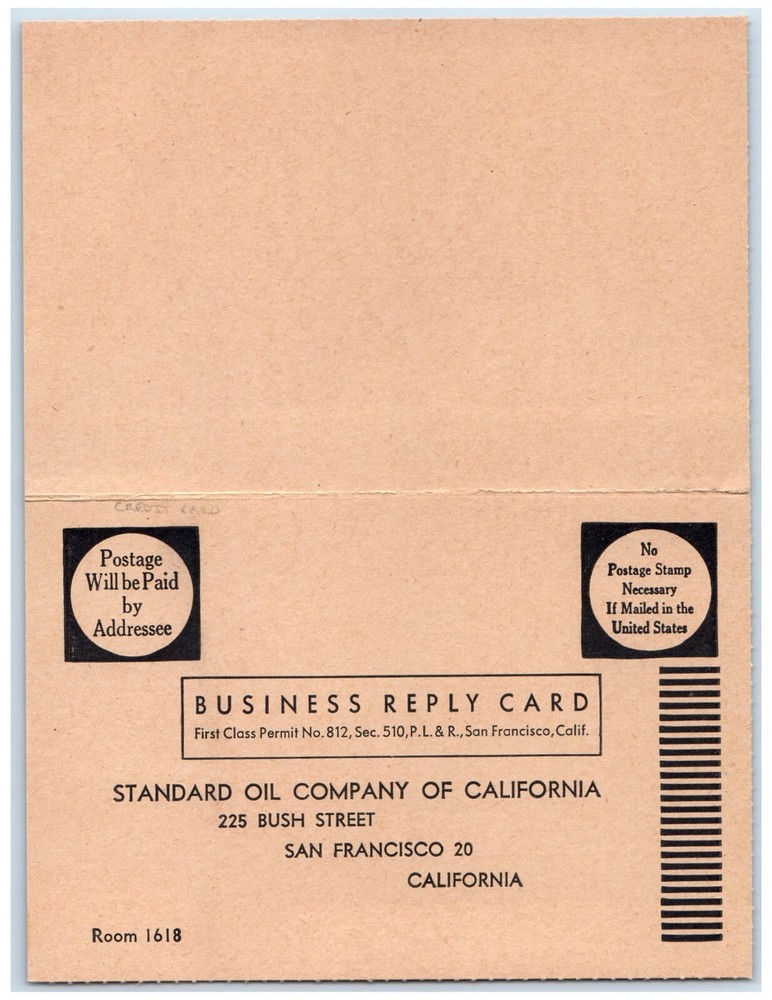 CREDIT CARD
Postage
Will be Paid
by
Addressee
No
Postage Stamp
Necessary
If Mailed in the
United States
BUSINESS REPLY CARD
First Class Permit No. 812, Sec. 510, P. L. & R., San Francisco, Calif.
STANDARD OIL COMPANY OF CALIFORNIA
225 BUSH STREET
SAN FRANCISCO 20
CALIFORNIA
Room 1618